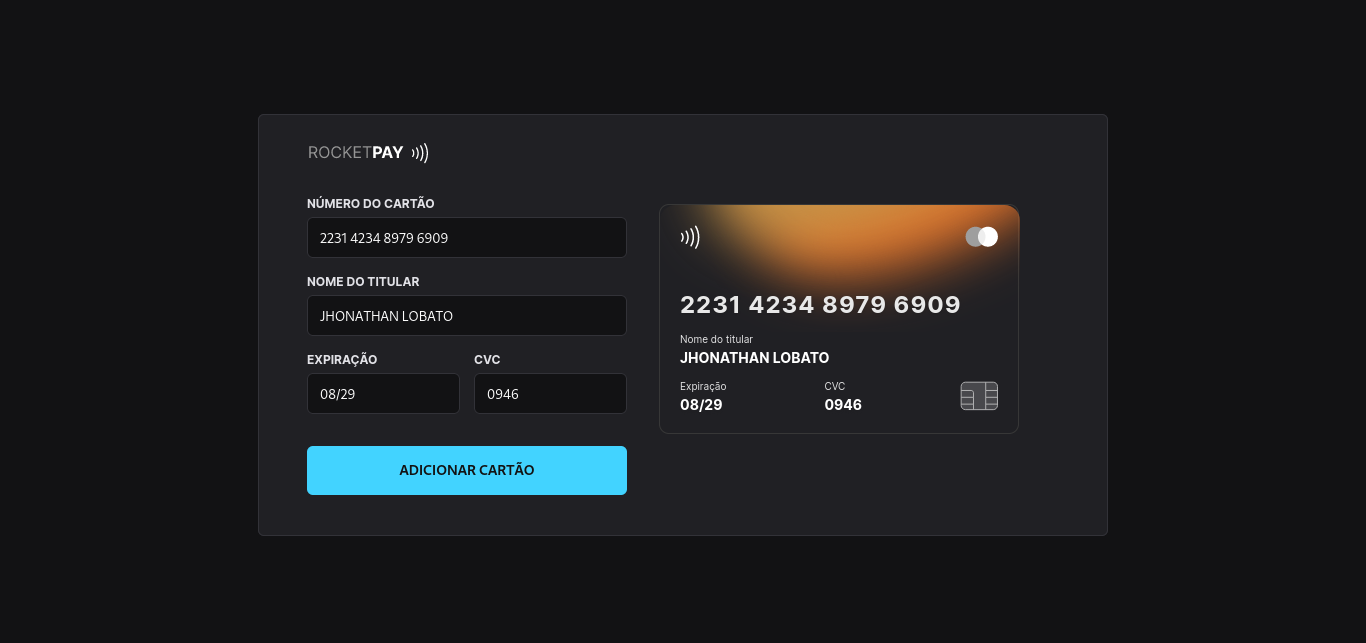 ROCKETPAY
NÚMERO DO CARTÃO
2231 4234 8979 6909
NOME DO TITULAR
JHONATHAN LOBATO
EXPIRAÇÃO CVC
08/29 0946
ADICIONAR CARTÃO
2231 4234 8979 6909
Nome do titular
JHONATHAN LOBATO
Expiração CVC
08/29 0946